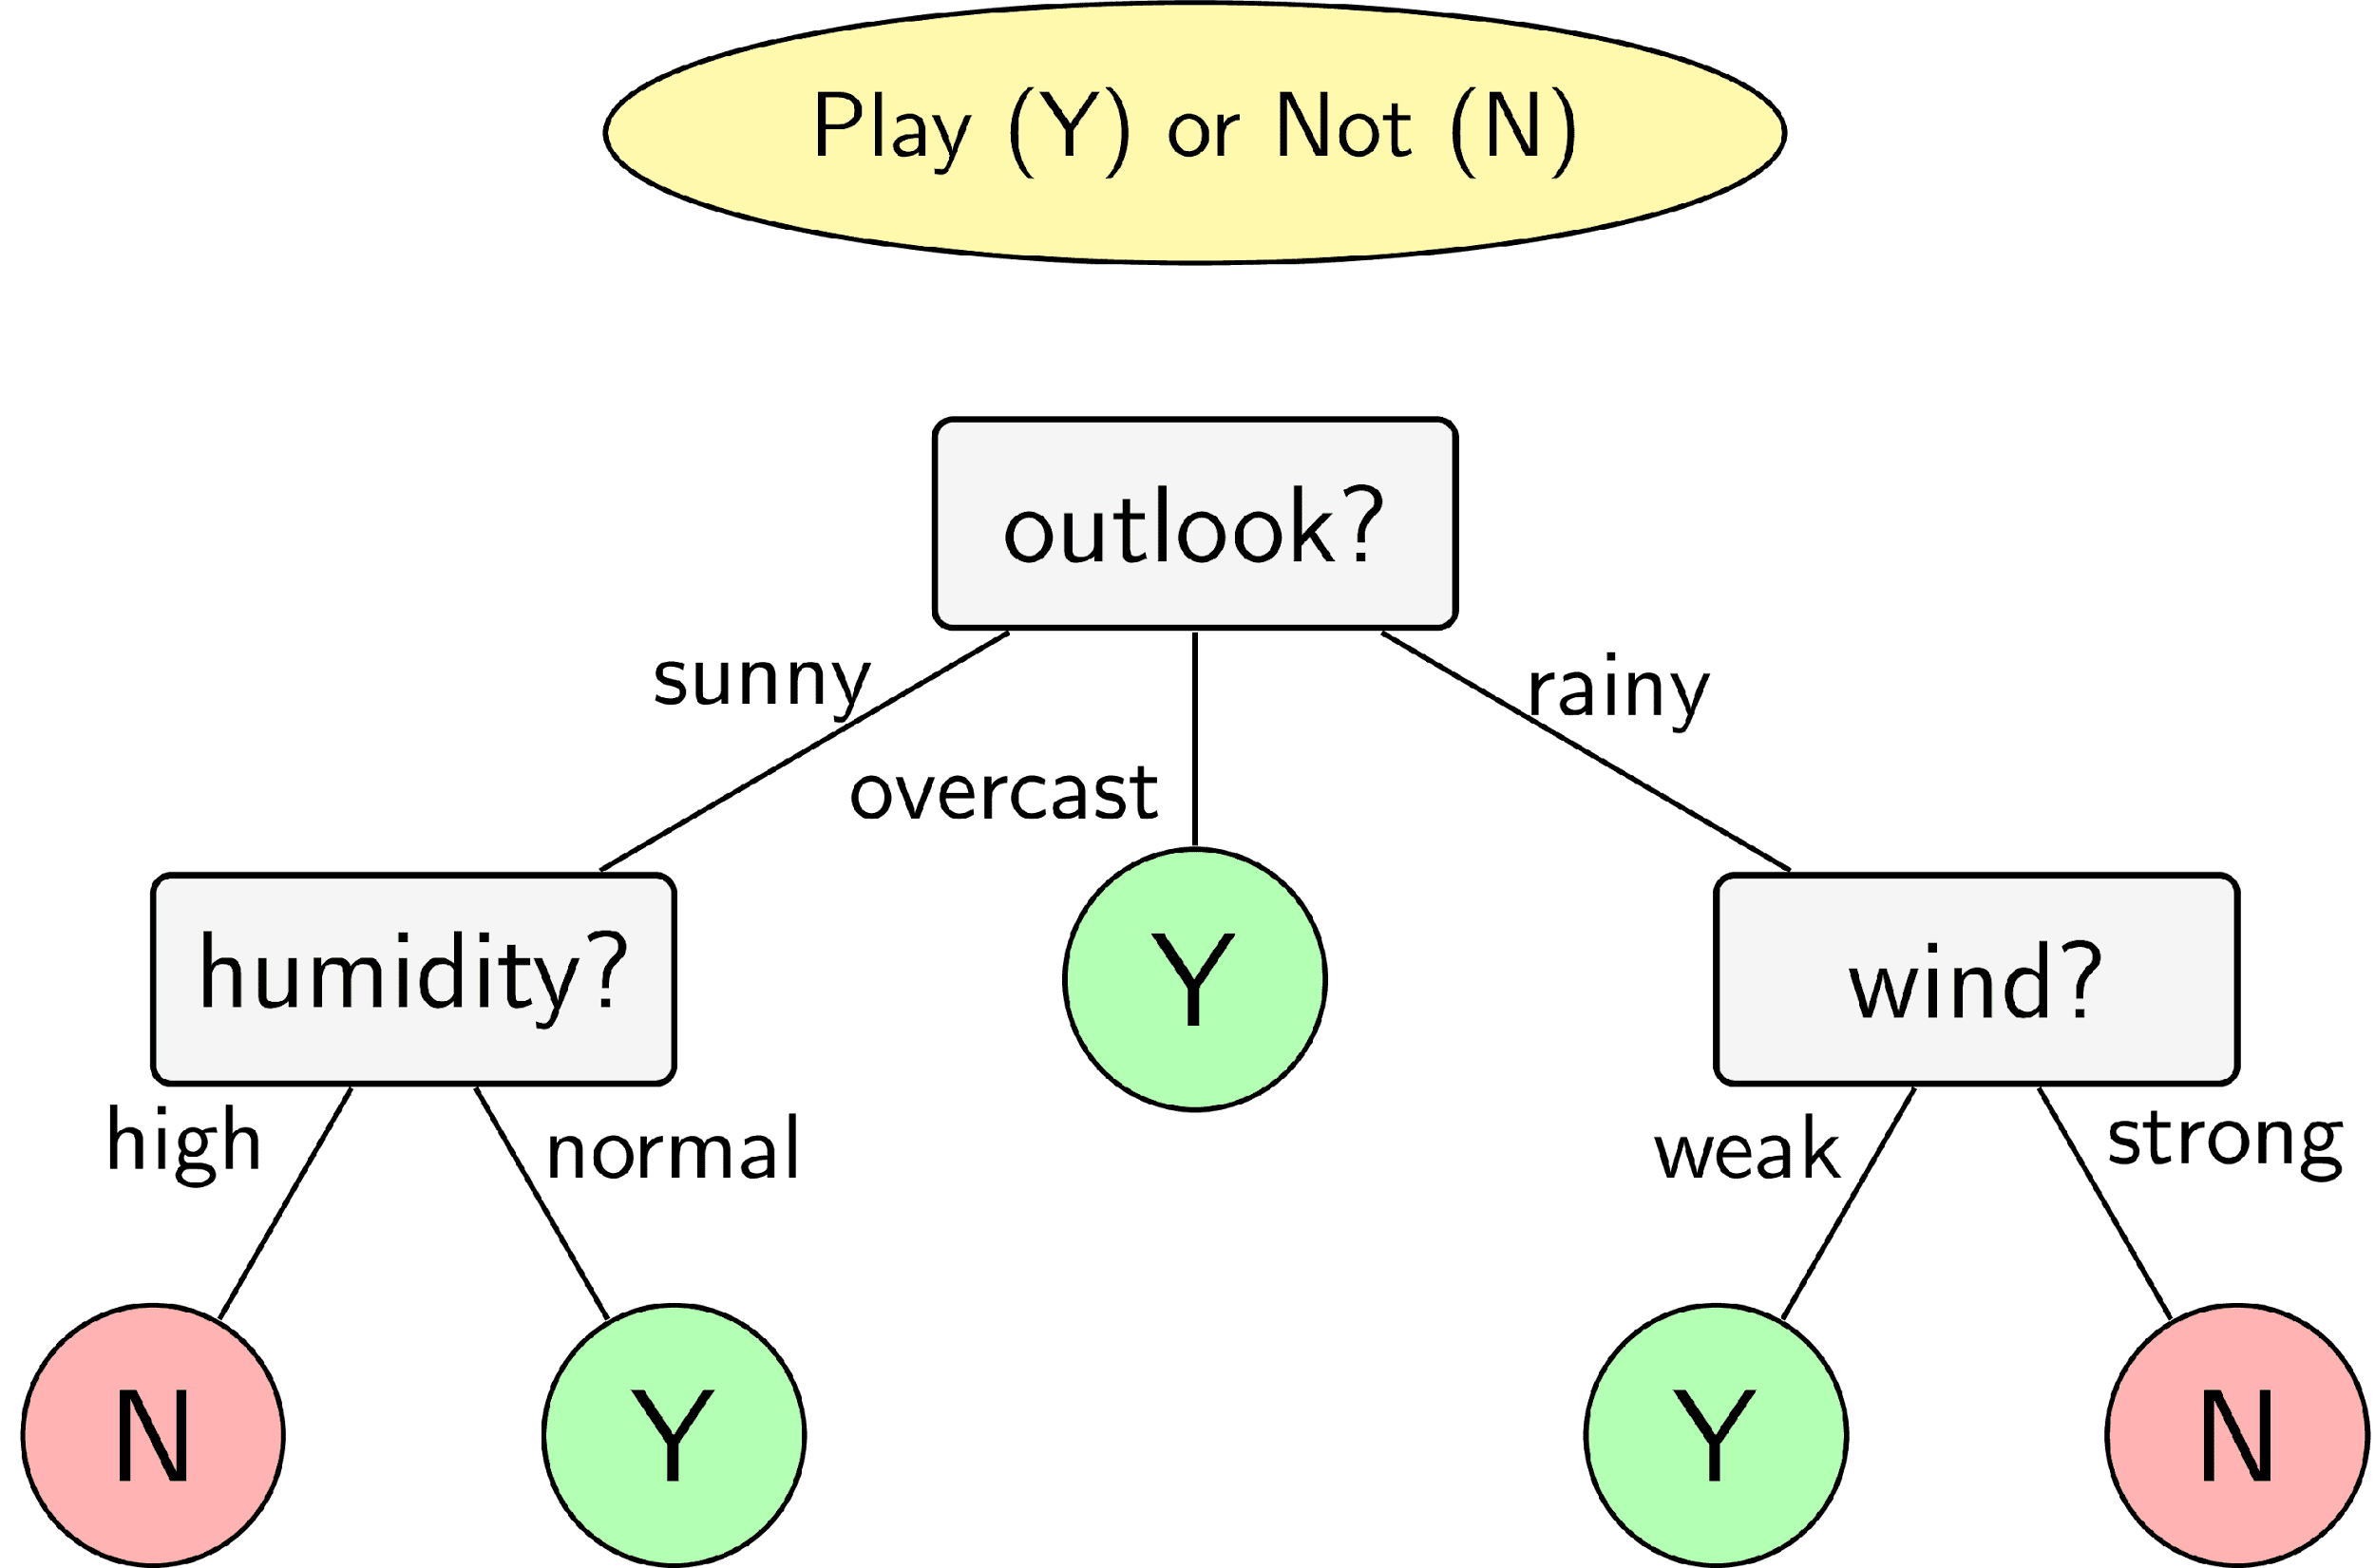 Play (Y) or Not (N)
outlook?
sunny
rainy
overcast
humidity?
Y
wind?
high
normal
weak
strong
N
Y
Y
N